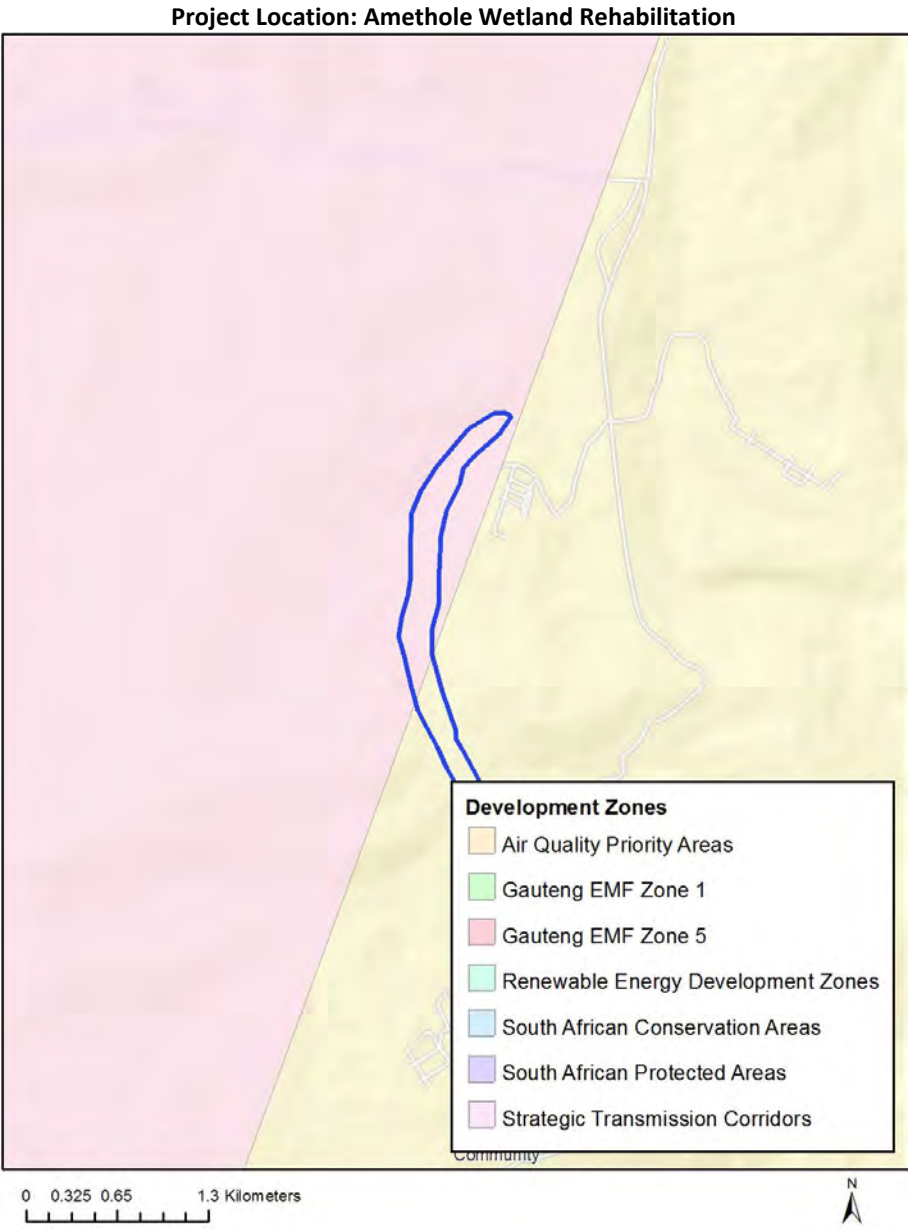 Project Location: Amethole Wetland Rehabilitation
Development Zones
Air Quality Priority Areas
Gauteng EMF Zone 1
Gauteng EMF Zone 5
Renewable Energy Development Zones
South African Conservation Areas
South African Protected Areas
Strategic Transmission Corridors
Community
0 0.325 0.65 1.3 Kilometers
N